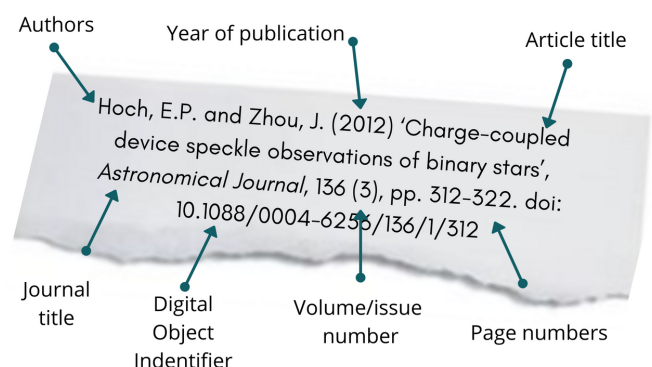 Authors
Year of publication
Article title
Hoch, E.P. and Zhou, J. (2012) ‘Charge-coupled
device speckle observations of binary stars’,
Astronomical Journal, 136 (3), pp. 312-322. doi:
10.1088/0004-6256/136/1/312
Journal
title
Digital
Object
Indentifier
Volume/issue
number
Page numbers